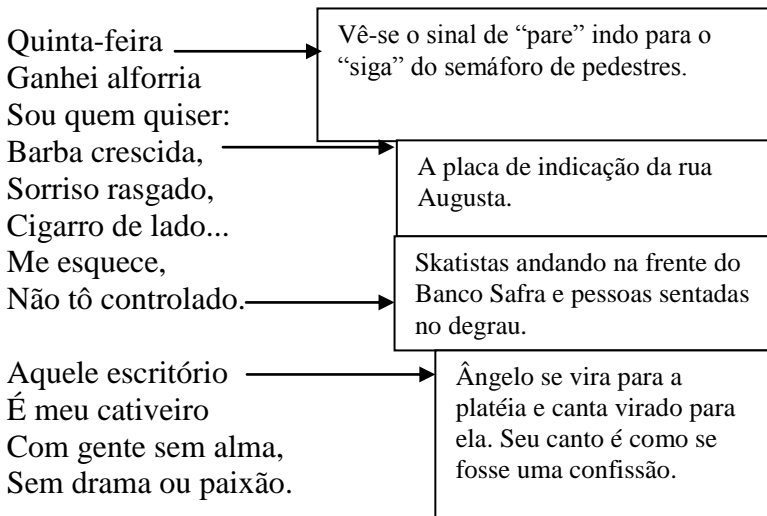 Quinta-feira
Ganhei alforria
Sou quem quiser:
Barba crescida,
Sorriso rasgado,
Cigarro de lado...
Me esquece,
Não tô controlado.
Aquele escritório
É meu cativeiro
Com gente sem alma,
Sem drama ou paixão.
Vê-se o sinal de “pare” indo para o
“siga” do semáforo de pedestres.
A placa de indicação da rua
Augusta.
Skatistas andando na frente do
Banco Safra e pessoas sentadas
no degrau.
Ângelo se vira para a
platéia e canta virado para
ela. Seu canto é como se
fosse uma confissão.